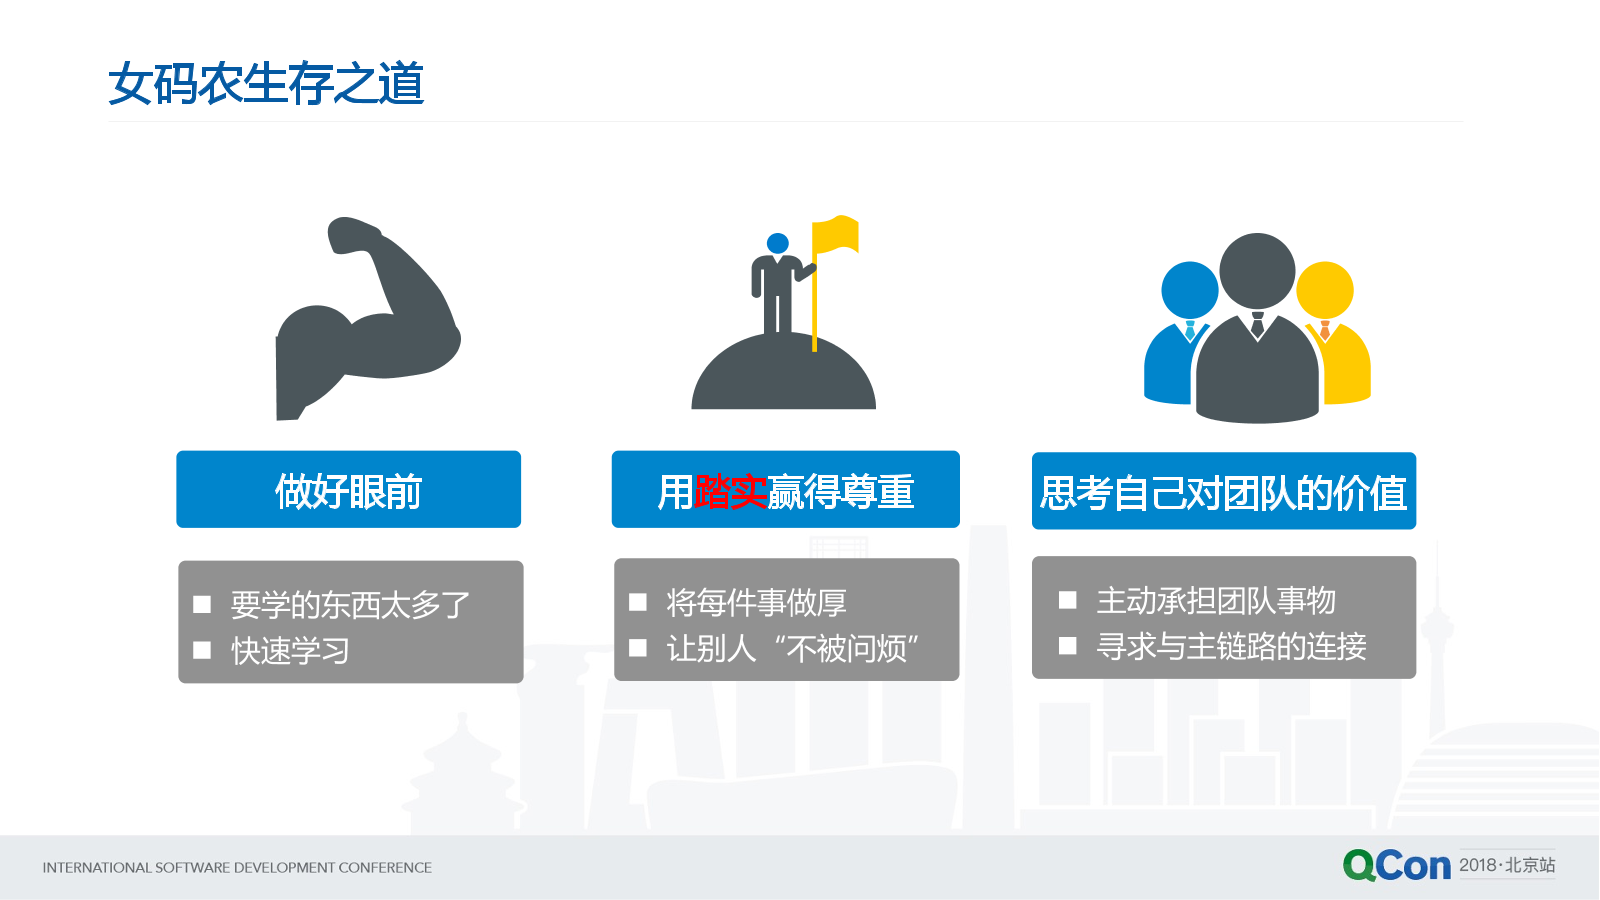 女码农生存之道
做好眼前
要学的东西太多了
快速学习
用踏实赢得尊重
将每件事做厚
让别人“不被问烦”
思考自己对团队的价值
主动承担团队事物
寻求与主链路的连接
INTERNATIONAL SOFTWARE DEVELOPMENT CONFERENCE
QCon 2018·北京站